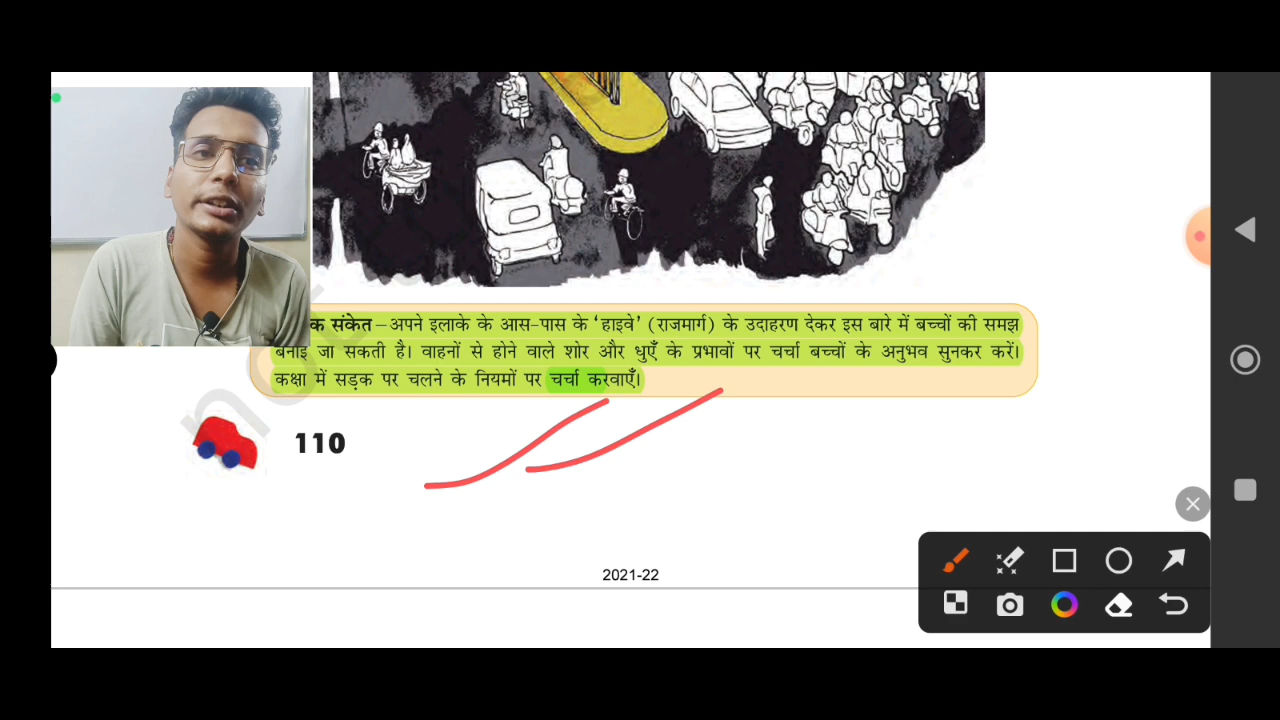 क संकेत–अपने इलाके के आस-पास के 'हाइवे' (राजमार्ग) के उदाहरण देकर इस बारे में बच्चों की समझ
बनाई जा सकती है। वाहनों से होने वाले शोर और धुएँ के प्रभावों पर चर्चा बच्चों के अनुभव सुनकर करें।
कक्षा में सड़क पर चलने के नियमों पर चर्चा करवाएँ।
110
2021-22